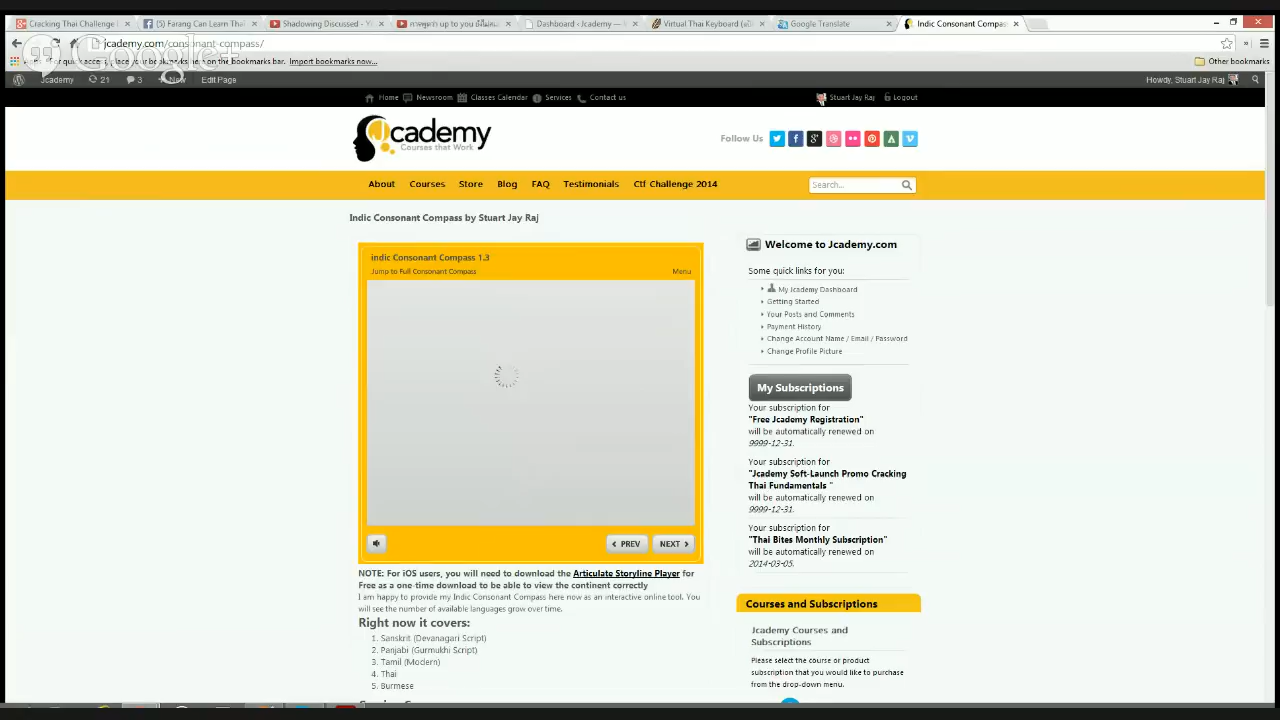 Cracking Thai Challenge
(5) Farang Can Learn Thai
Shadowing Discussed - Y
Dashboard ‹ Jcademy —
Virtual Thai Keyboard
Google Translate
Indic Consonant Compass
jcademy.com/consonant-compass/
Google+
Import bookmarks now...
Other bookmarks
Jcademy 21 3 New Edit Page
Howdy, Stuart Jay Raj
Home Newsroom Classes Calendar Services Contact us
Stuart Jay Raj Logout
Jcademy
Courses that Work
Follow Us
About Courses Store Blog FAQ Testimonials Ctf Challenge 2014
Search...
Indic Consonant Compass by Stuart Jay Raj
indic Consonant Compass 1.3
Jump to Full Consonant Compass
Menu
PREV
NEXT
NOTE: For iOS users, you will need to download the Articulate Storyline Player for
Free as a one-time download to be able to view the continent correctly
I am happy to provide my Indic Consonant Compass here now as an interactive online tool. You
will see the number of available languages grow over time.
Right now it covers:
1. Sanskrit (Devanagari Script)
2. Panjabi (Gurmukhi Script)
3. Tamil (Modern)
4. Thai
5. Burmese
Welcome to Jcademy.com
Some quick links for you:
My Jcademy Dashboard
Getting Started
Your Posts and Comments
Payment History
Change Account Name / Email / Password
Change Profile Picture
My Subscriptions
Your subscription for
"Free Jcademy Registration"
will be automatically renewed on
9999-12-31.
Your subscription for
"Jcademy Soft-Launch Promo Cracking
Thai Fundamentals "
will be automatically renewed on
9999-12-31.
Your subscription for
"Thai Bites Monthly Subscription"
will be automatically renewed on
2014-03-05.
Courses and Subscriptions
Jcademy Courses and
Subscriptions
Please select the course or product
subscription that you would like to purchase
from the drop-down menu.